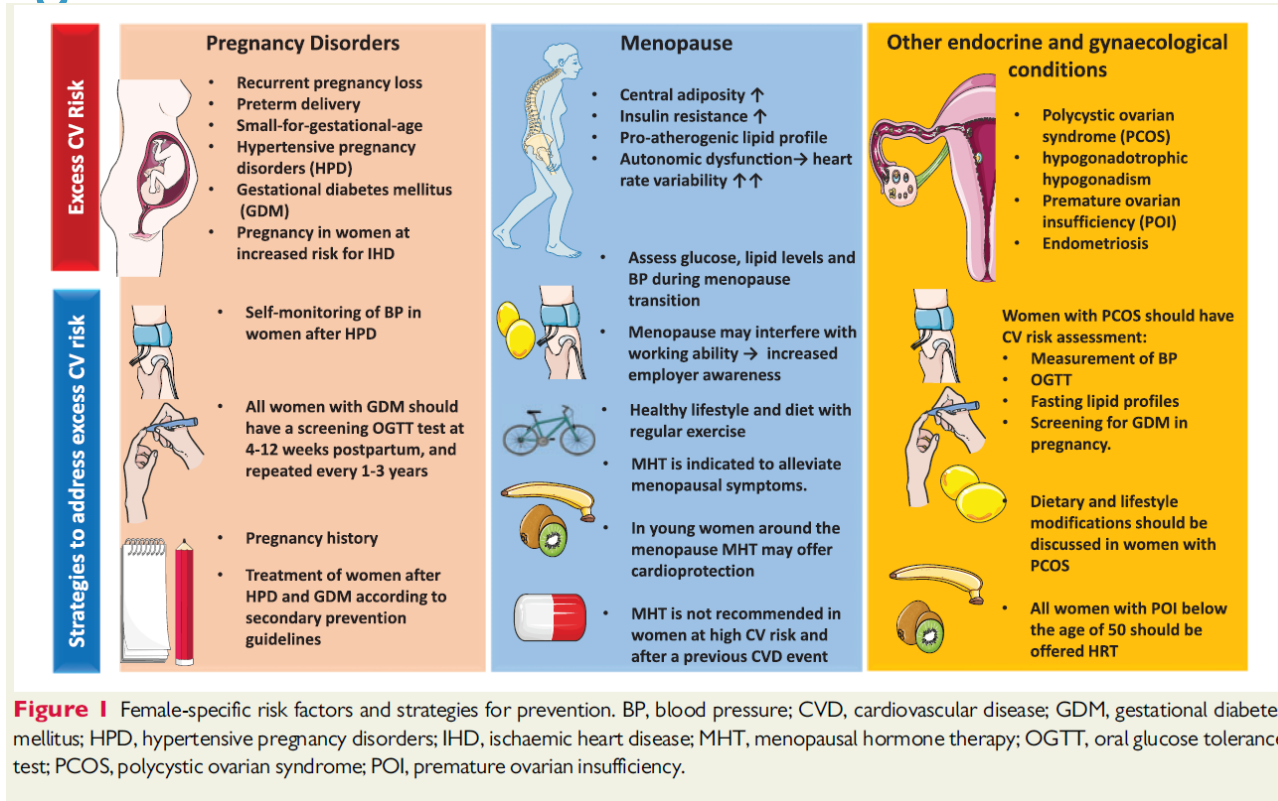 Excess CV Risk
Pregnancy Disorders
• Recurrent pregnancy loss
• Preterm delivery
• Small-for-gestational-age
• Hypertensive pregnancy
disorders (HPD)
• Gestational diabetes mellitus
(GDM)
• Pregnancy in women at
increased risk for IHD
Menopause
• Central adiposity ↑
• Insulin resistance ↑
• Pro-atherogenic lipid profile
• Autonomic dysfunction→ heart
rate variability ↑↑
Other endocrine and gynaecological
conditions
• Polycystic ovarian
syndrome (PCOS)
• hypogonadotrophic
hypogonadism
• Premature ovarian
insufficiency (POI)
• Endometriosis
Strategies to address excess CV risk
• Self-monitoring of BP in
women after HPD
• All women with GDM should
have a screening OGTT test at
4-12 weeks postpartum, and
repeated every 1-3 years
• Pregnancy history
• Treatment of women after
HPD and GDM according to
secondary prevention
guidelines
• Assess glucose, lipid levels and
BP during menopause
transition
• Menopause may interfere with
working ability → increased
employer awareness
• Healthy lifestyle and diet with
regular exercise
• MHT is indicated to alleviate
menopausal symptoms.
• In young women around the
menopause MHT may offer
cardioprotection
• MHT is not recommended in
women at high CV risk and
after a previous CVD event
Women with PCOS should have
CV risk assessment:
• Measurement of BP
• OGTT
• Fasting lipid profiles
• Screening for GDM in
pregnancy.
• Dietary and lifestyle
modifications should be
discussed in women with
PCOS
• All women with POI below
the age of 50 should be
offered HRT
Figure 1 Female-specific risk factors and strategies for prevention. BP, blood pressure; CVD, cardiovascular disease; GDM, gestational diabete
mellitus; HPD, hypertensive pregnancy disorders; IHD, ischaemic heart disease; MHT, menopausal hormone therapy; OGTT, oral glucose tolerance
test; PCOS, polycystic ovarian syndrome; POI, premature ovarian insufficiency.